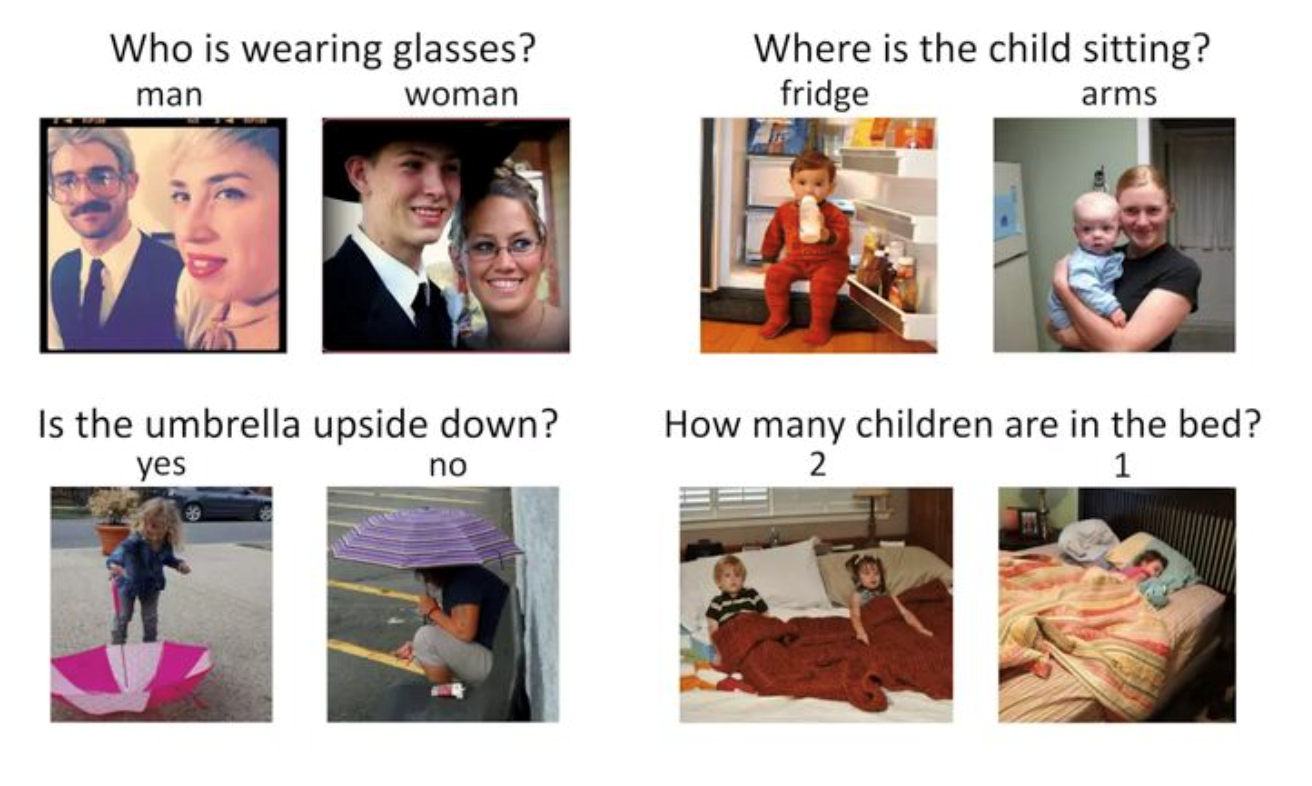 Who is wearing glasses?
man woman
Where is the child sitting?
fridge arms
Is the umbrella upside down?
yes no
How many children are in the bed?
2 1